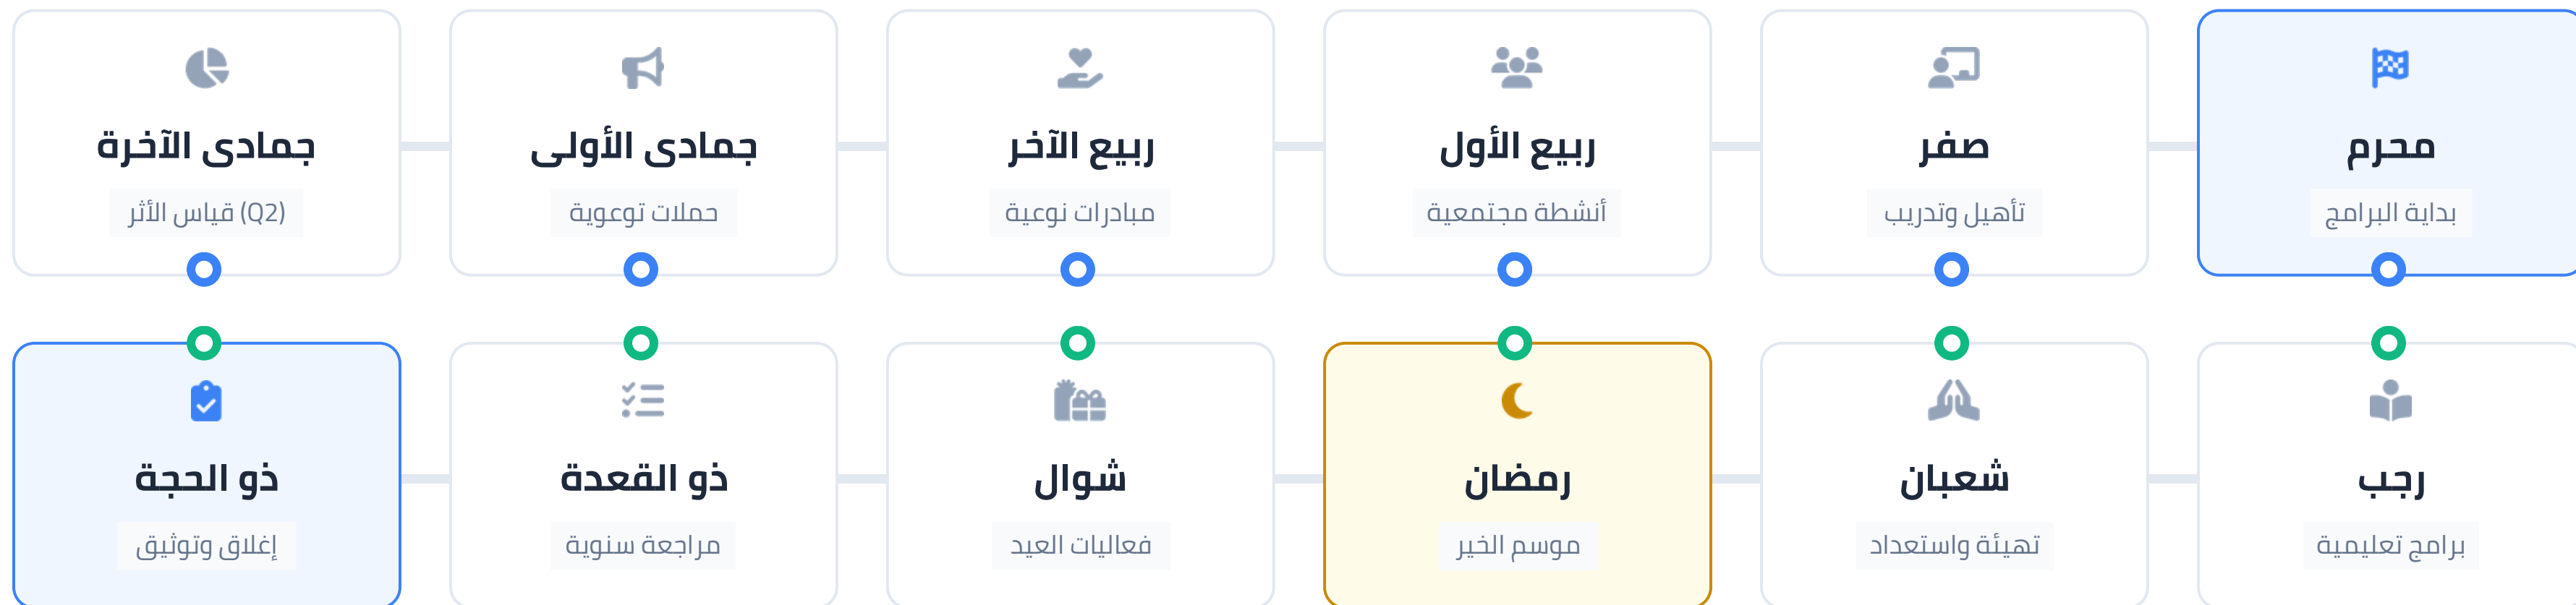 محرم
بداية البرامج
صفر
تأهيل وتدريب
ربيع الأول
أنشطة مجتمعية
ربيع الآخر
مبادرات نوعية
جمادى الأولى
حملات توعوية
جمادى الآخرة
قياس الأثر (Q2)
رجب
برامج تعليمية
شعبان
تهيئة واستعداد
رمضان
موسم الخير
شوال
فعاليات العيد
ذو القعدة
مراجعة سنوية
ذو الحجة
إغلاق وتوثيق